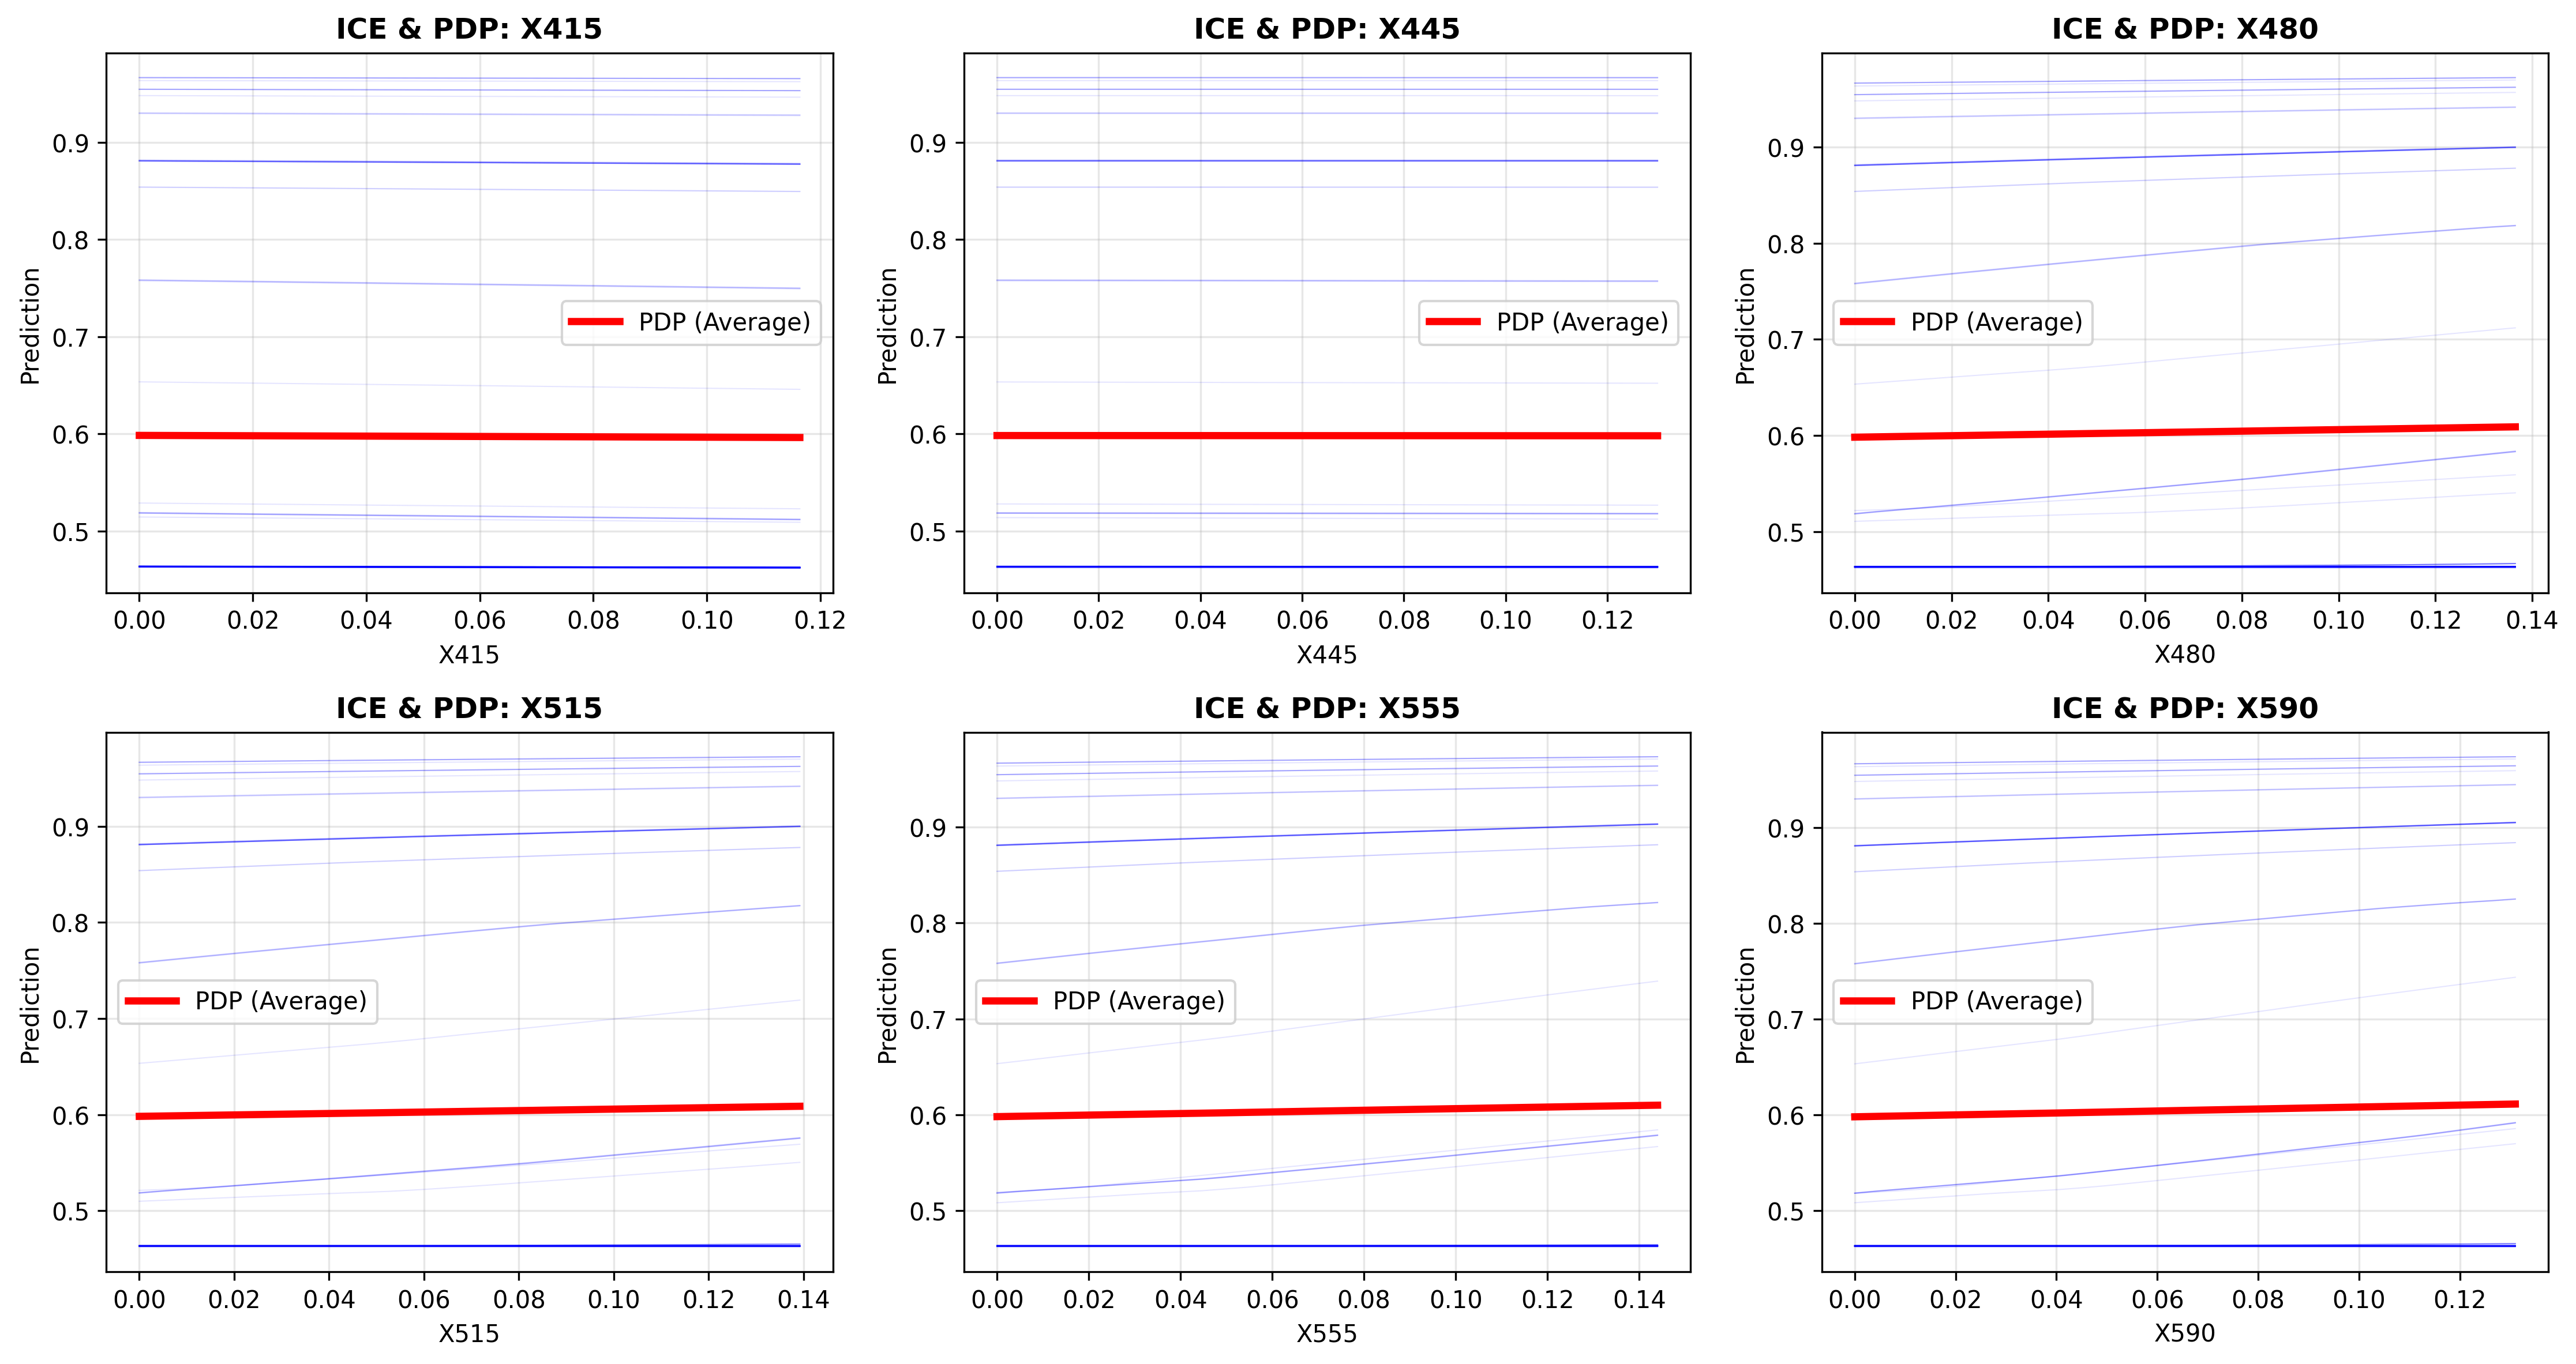 ICE & PDP: X415
Prediction
0.9
0.8
0.7
0.6
0.5
PDP (Average)
0.00 0.02 0.04 0.06 0.08 0.10 0.12
X415
ICE & PDP: X445
Prediction
0.9
0.8
0.7
0.6
0.5
PDP (Average)
0.00 0.02 0.04 0.06 0.08 0.10 0.12
X445
ICE & PDP: X480
Prediction
0.9
0.8
0.7
0.6
0.5
PDP (Average)
0.00 0.02 0.04 0.06 0.08 0.10 0.12 0.14
X480
ICE & PDP: X515
Prediction
0.9
0.8
0.7
0.6
0.5
PDP (Average)
0.00 0.02 0.04 0.06 0.08 0.10 0.12 0.14
X515
ICE & PDP: X555
Prediction
0.9
0.8
0.7
0.6
0.5
PDP (Average)
0.00 0.02 0.04 0.06 0.08 0.10 0.12 0.14
X555
ICE & PDP: X590
Prediction
0.9
0.8
0.7
0.6
0.5
PDP (Average)
0.00 0.02 0.04 0.06 0.08 0.10 0.12
X590